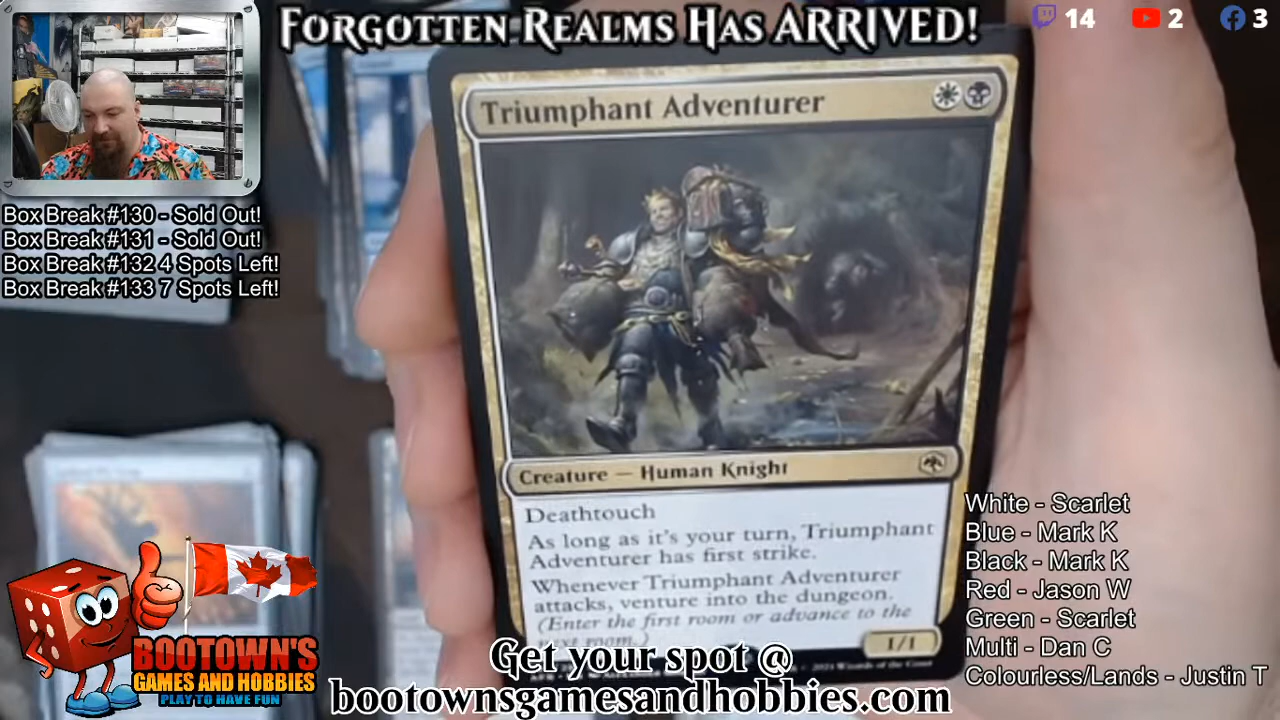 FORGOTTEN REALMS HAS ARRIVED!
14
2
3
Box Break #130 - Sold Out!
Box Break #131 - Sold Out!
Box Break #132 4 Spots Left!
Box Break #133 7 Spots Left!
Triumphant Adventurer
Creature — Human Knight
Deathtouch
As long as it's your turn, Triumphant
Adventurer has first strike.
Whenever Triumphant Adventurer
attacks, venture into the dungeon.
(Enter the first room or advance to the
next room.)
1/1
White - Scarlet
Blue - Mark K
Black - Mark K
Red - Jason W
Green - Scarlet
Multi - Dan C
Colourless/Lands - Justin T
BOOTOWN'S
GAMES AND HOBBIES
PLAY TO HAVE FUN
Get your spot @
bootownsgamesandhobbies.com